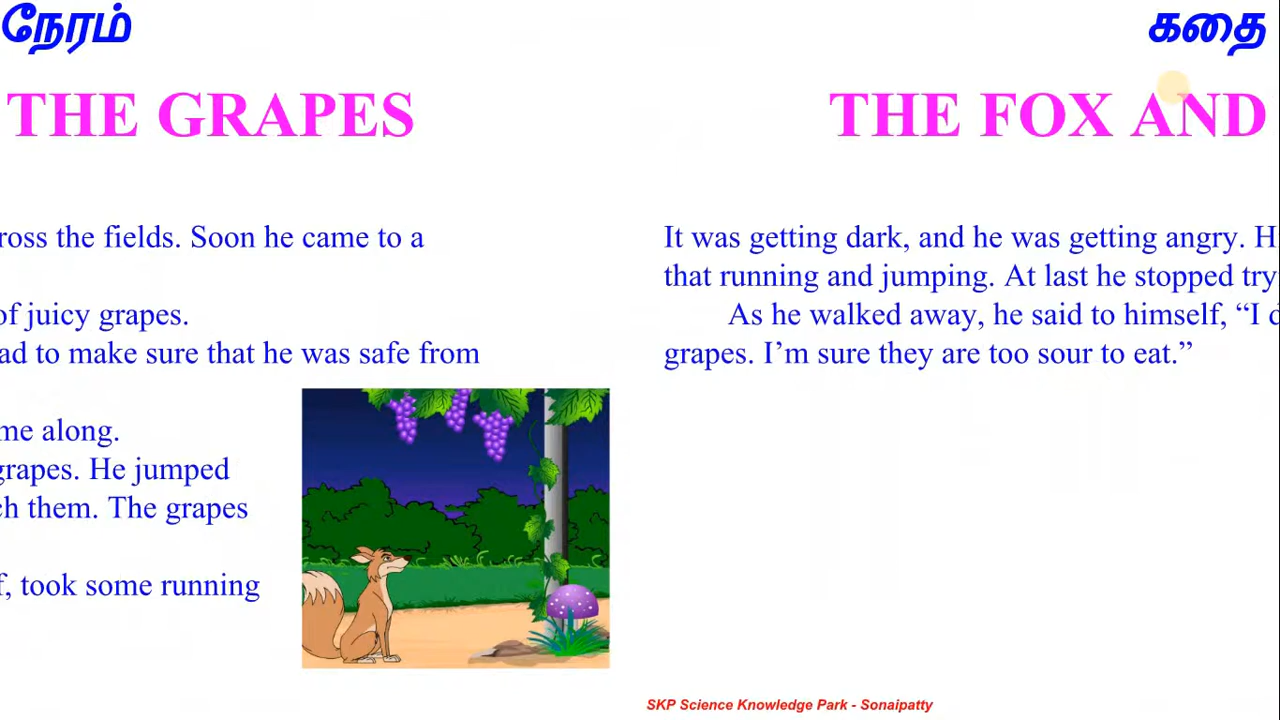 நேரம்
THE GRAPES
ross the fields. Soon he came to a
of juicy grapes.
ad to make sure that he was safe from
me along.
grapes. He jumped
ch them. The grapes
f, took some running
கதை
THE FOX AND
It was getting dark, and he was getting angry. H
that running and jumping. At last he stopped try
As he walked away, he said to himself, “I d
grapes. I’m sure they are too sour to eat.”
SKP Science Knowledge Park - Sonaipatty